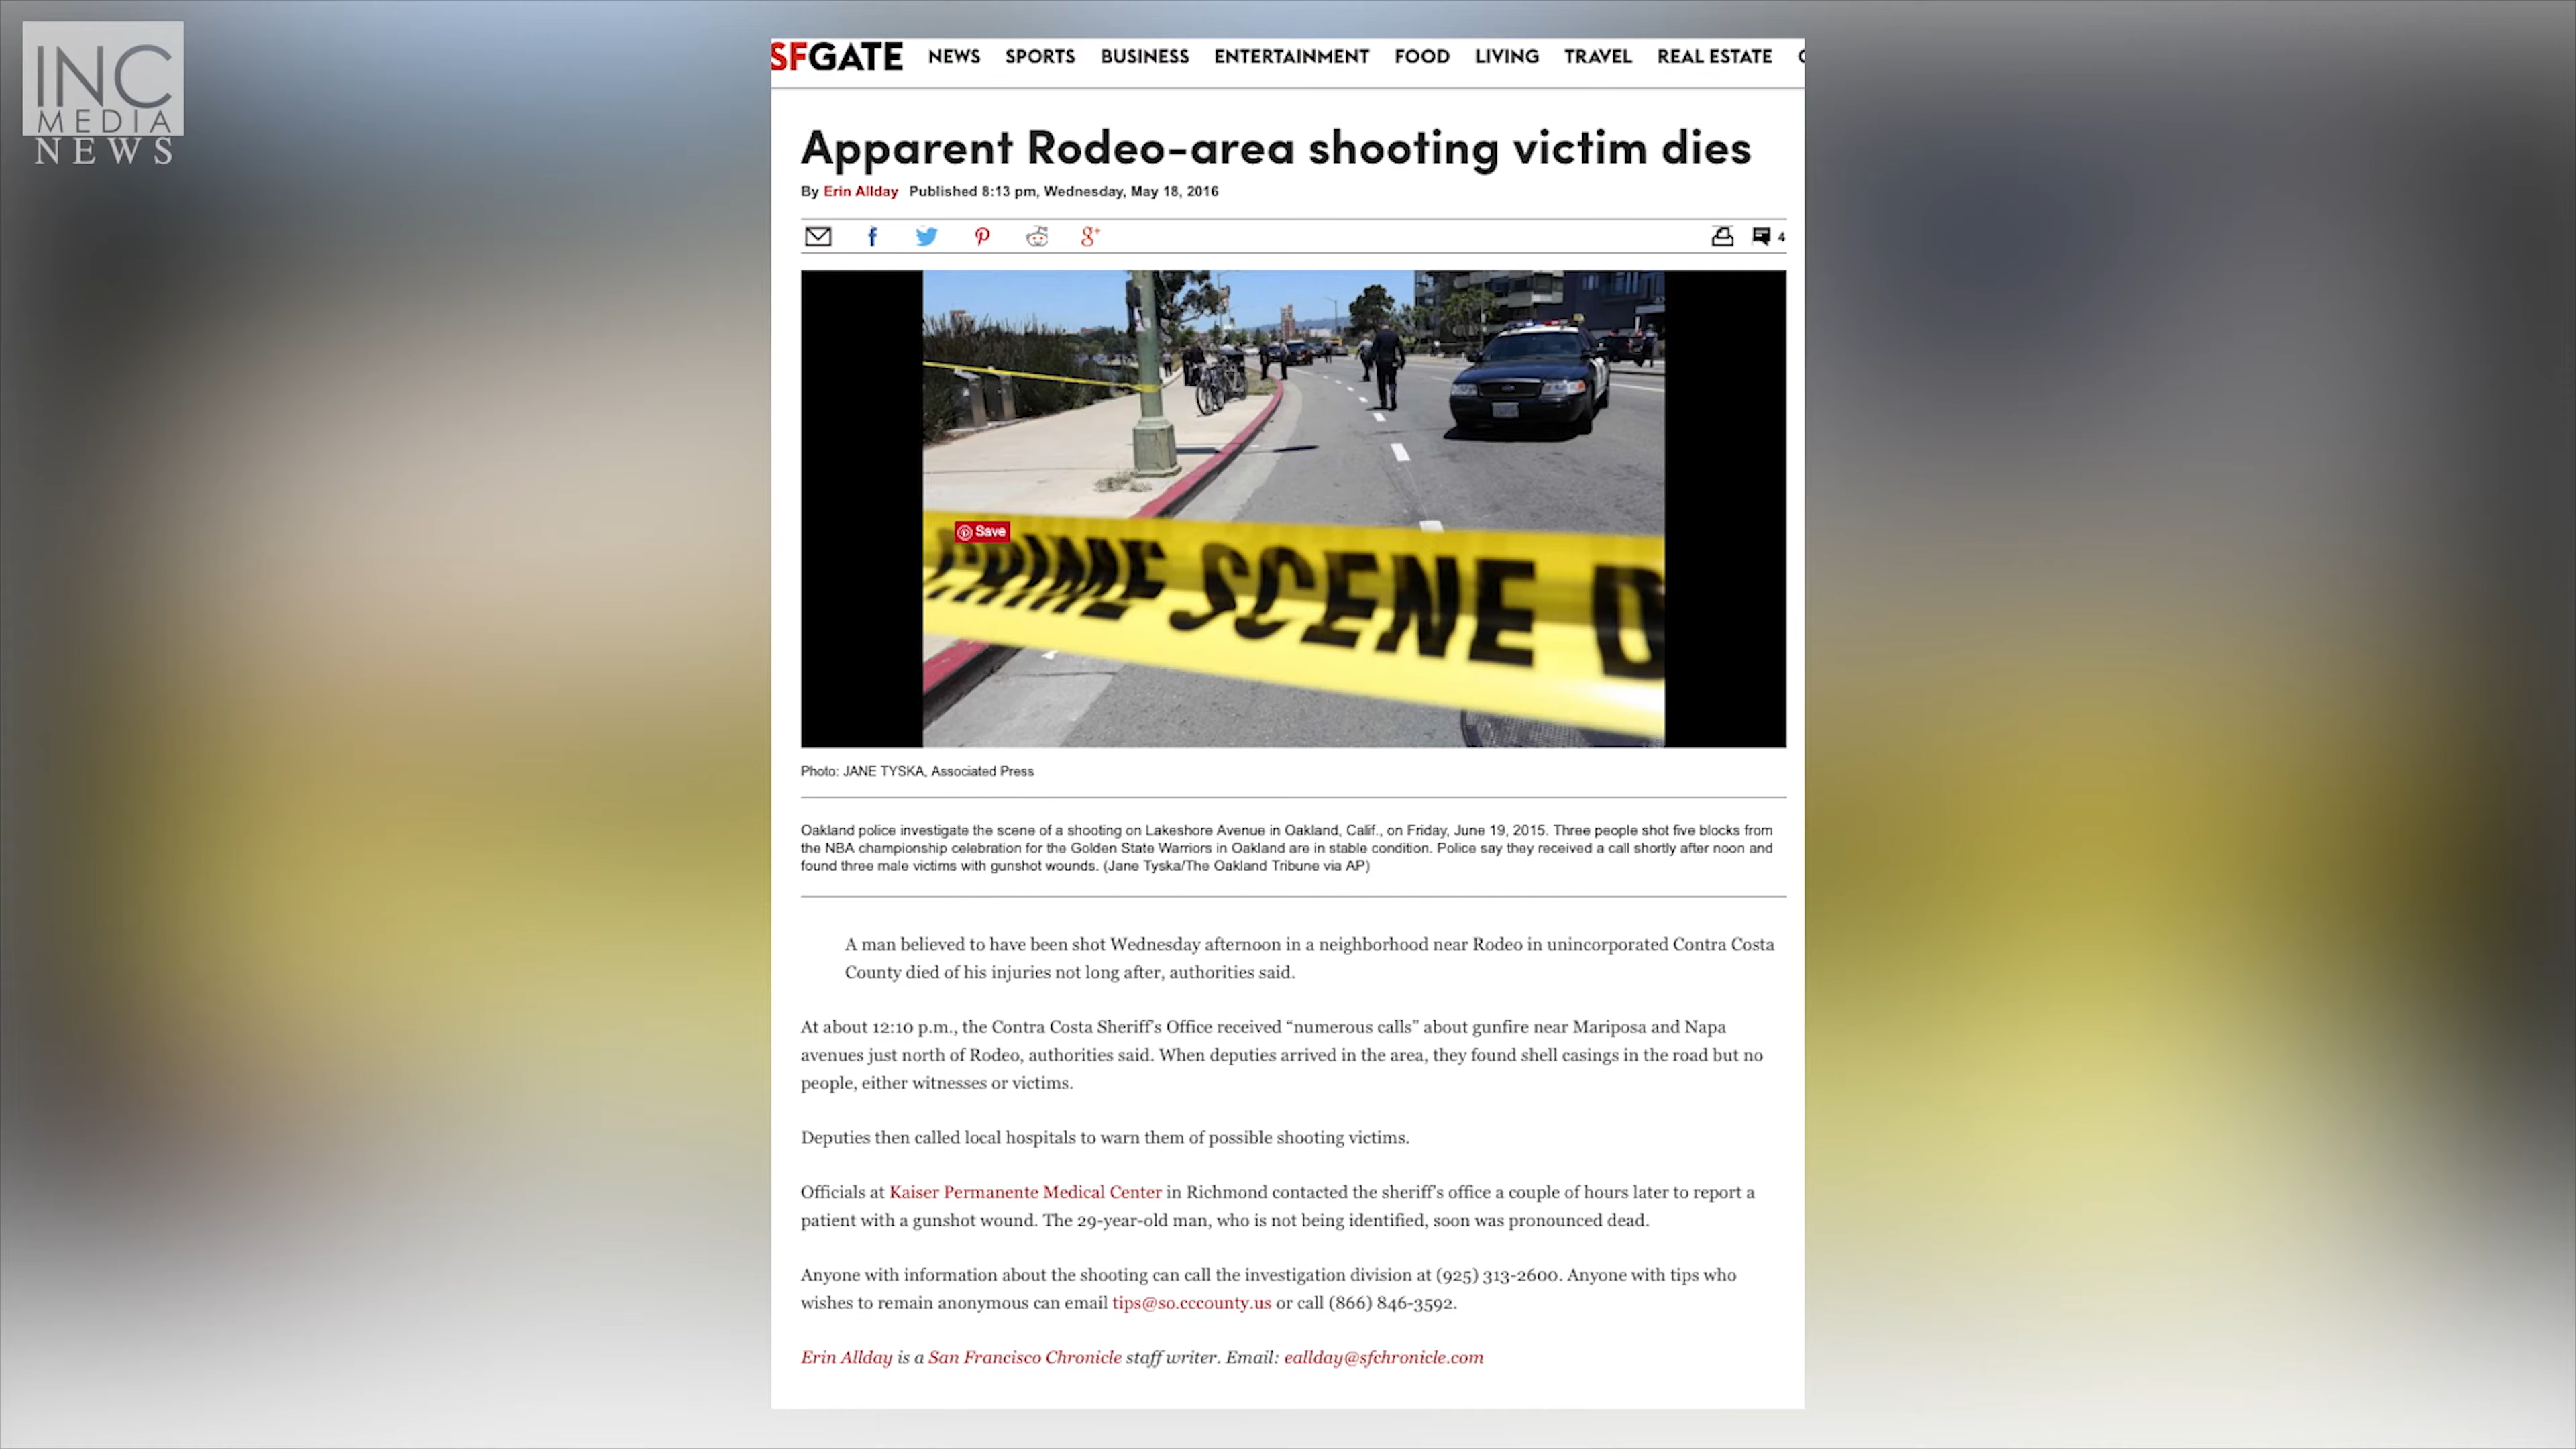 INC
MEDIA
NEWS
SFGATE NEWS SPORTS BUSINESS ENTERTAINMENT FOOD LIVING TRAVEL REAL ESTATE
Apparent Rodeo-area shooting victim dies
By Erin Allday Published 8:13 pm, Wednesday, May 18, 2016
4
Save
CRIME SCENE D
Photo: JANE TYSKA, Associated Press
Oakland police investigate the scene of a shooting on Lakeshore Avenue in Oakland, Calif., on Friday, June 19, 2015. Three people shot five blocks from
the NBA championship celebration for the Golden State Warriors in Oakland are in stable condition. Police say they received a call shortly after noon and
found three male victims with gunshot wounds. (Jane Tyska/The Oakland Tribune via AP)
A man believed to have been shot Wednesday afternoon in a neighborhood near Rodeo in unincorporated Contra Costa
County died of his injuries not long after, authorities said.
At about 12:10 p.m., the Contra Costa Sheriff's Office received “numerous calls” about gunfire near Mariposa and Napa
avenues just north of Rodeo, authorities said. When deputies arrived in the area, they found shell casings in the road but no
people, either witnesses or victims.
Deputies then called local hospitals to warn them of possible shooting victims.
Officials at Kaiser Permanente Medical Center in Richmond contacted the sheriff's office a couple of hours later to report a
patient with a gunshot wound. The 29-year-old man, who is not being identified, soon was pronounced dead.
Anyone with information about the shooting can call the investigation division at (925) 313-2600. Anyone with tips who
wishes to remain anonymous can email tips@so.cccounty.us or call (866) 846-3592.
Erin Allday is a San Francisco Chronicle staff writer. Email: eallday@sfchronicle.com